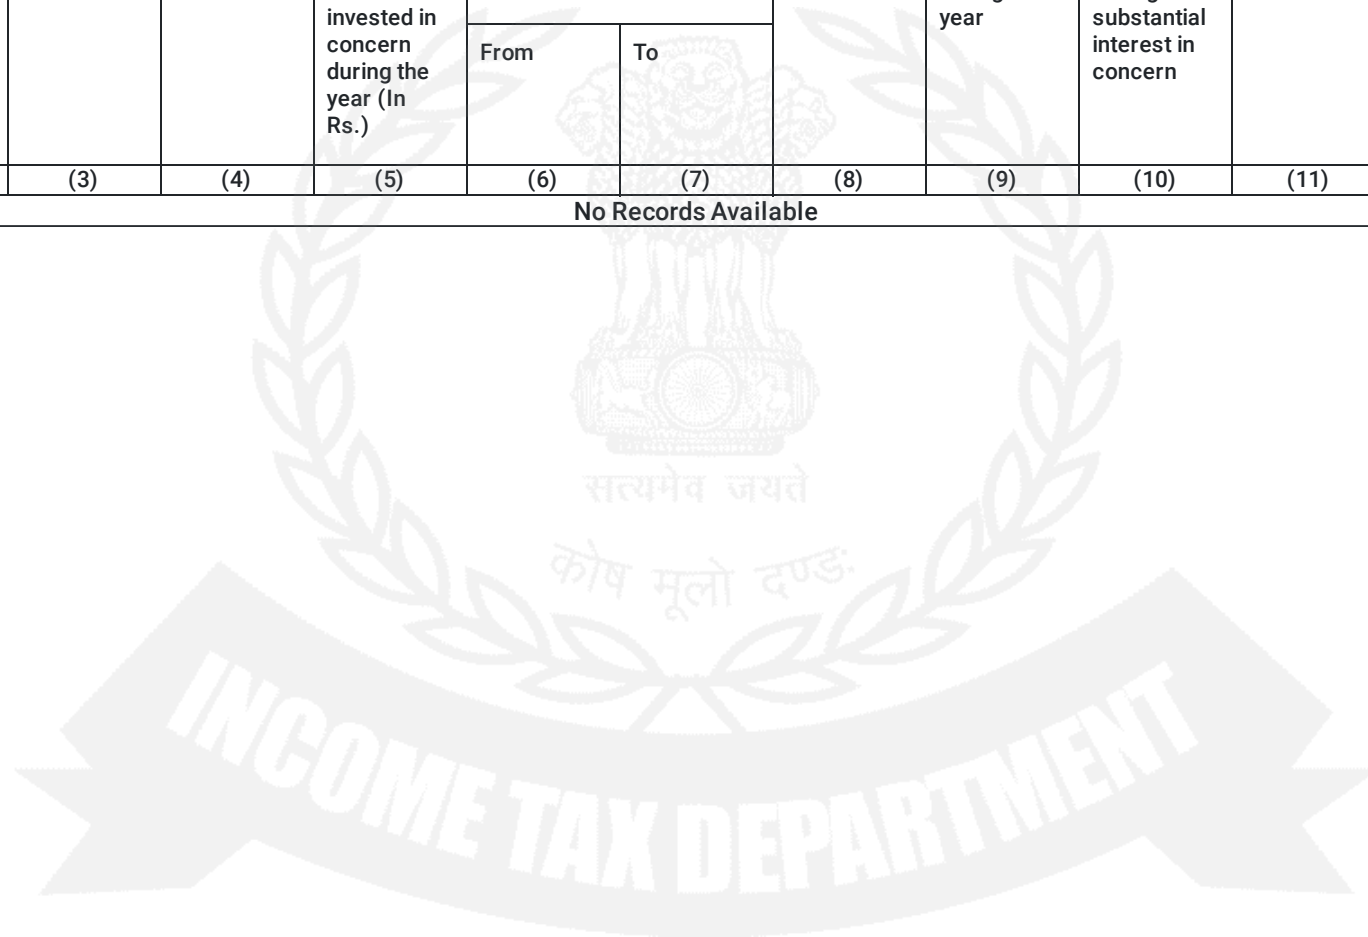 invested in
concern
during the
year (In
Rs.)
From
To
year
substantial
interest in
concern
(3) (4) (5) (6) (7) (8) (9) (10) (11)
No Records Available
सत्यमेव जयते
कोष मूलो दण्डः
INCOME TAX DEPARTMENT